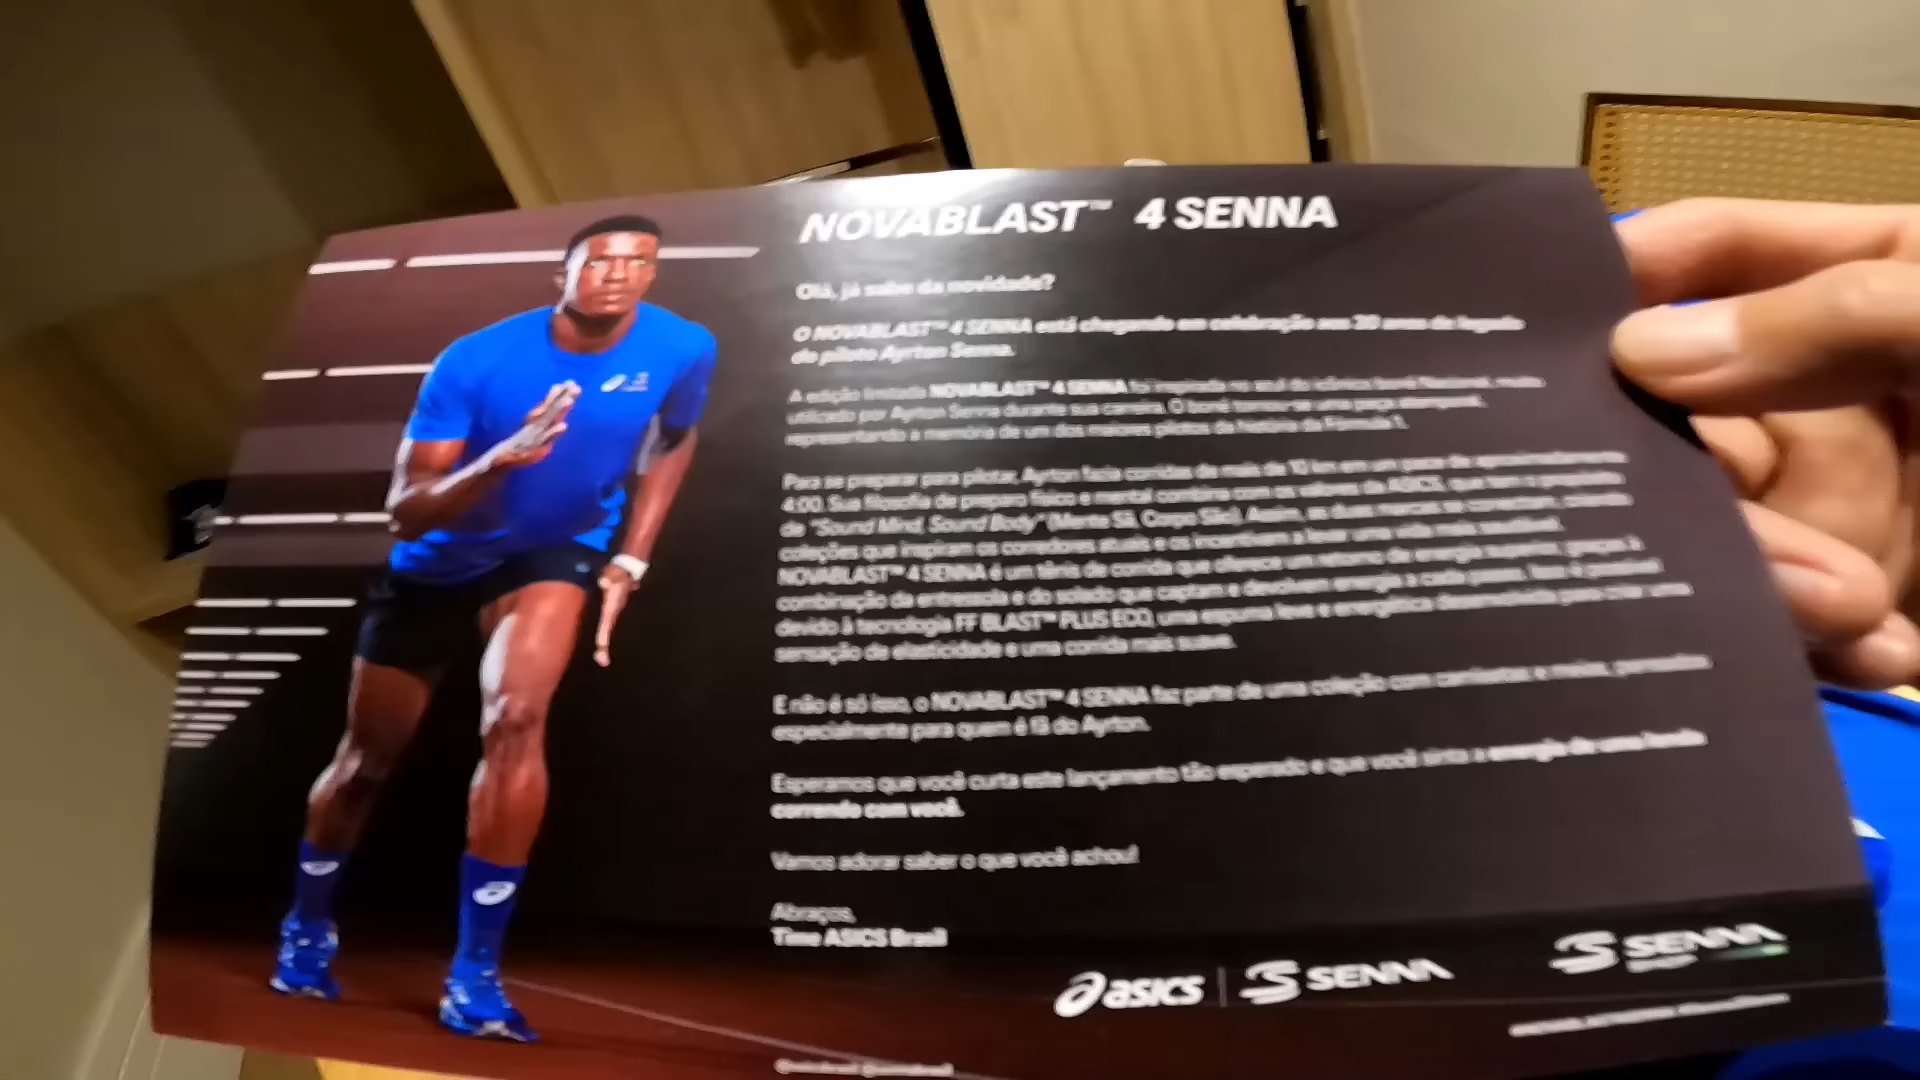 NOVABLAST™ 4 SENNA
Olá, já sabe da novidade?
O NOVABLAST™ 4 SENNA está chegando em celebração aos 30 anos de legado
do piloto Ayrton Senna.
A edição limitada NOVABLAST™ 4 SENNA foi inspirada no azul do icônico boné Nacional, muito
utilizado por Ayrton Senna durante sua carreira. O boné tornou-se uma peça atemporal,
representando a memória de um dos maiores pilotos da história da Fórmula 1.
Para se preparar para pilotar, Ayrton fazia corridas de mais de 10 km em um pace de aproximadamente
4:00. Sua filosofia de preparo físico e mental combina com os valores da ASICS, que tem o propósito
de "Sound Mind, Sound Body" (Mente Sã, Corpo São). Assim, as duas marcas se conectam, criando
coleções que inspiram os corredores atuais e os incentivam a levar uma vida mais saudável.
NOVABLAST™ 4 SENNA é um tênis de corrida que oferece um retorno de energia superior, graças à
combinação da entressola e do solado que captam e devolvem energia a cada passo. Isso é possível
devido à tecnologia FF BLAST™ PLUS ECO, uma espuma leve e energética desenvolvida para criar uma
sensação de elasticidade e uma corrida mais suave.
E não é só isso, o NOVABLAST™ 4 SENNA faz parte de uma coleção com camisetas e meias, pensadas
especialmente para quem é fã do Ayrton.
Esperamos que você curta este lançamento tão esperado e que você sinta a energia de uma lenda
correndo com você.
Vamos adorar saber o que você achou!
Abraços,
Time ASICS Brasil
asics | SENNA
SENNA